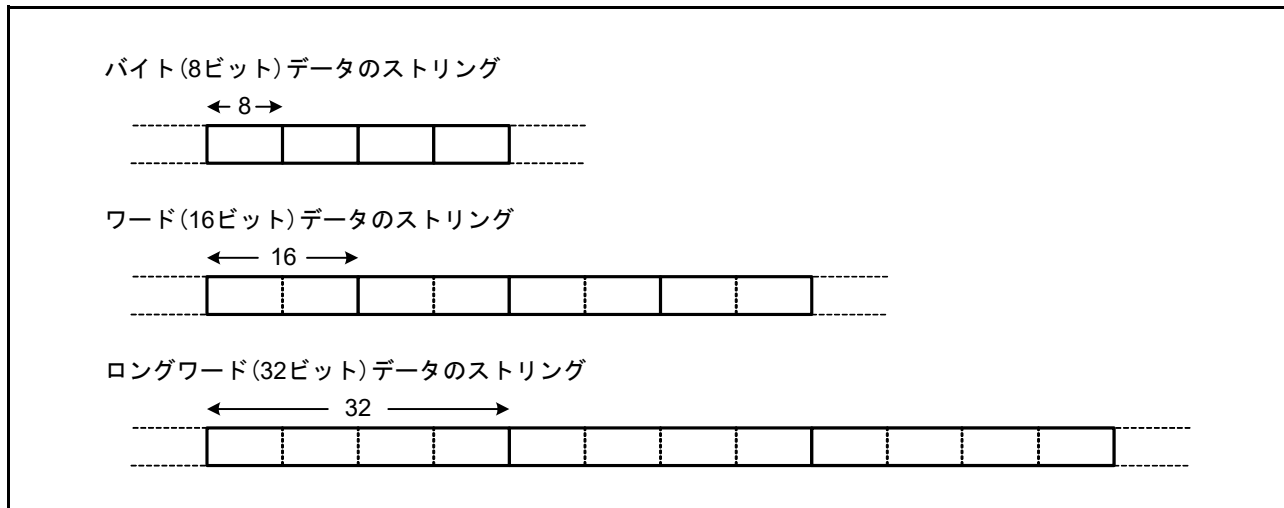 バイト(8ビット)データのストリング
8
ワード(16ビット)データのストリング
16
ロングワード(32ビット)データのストリング
32